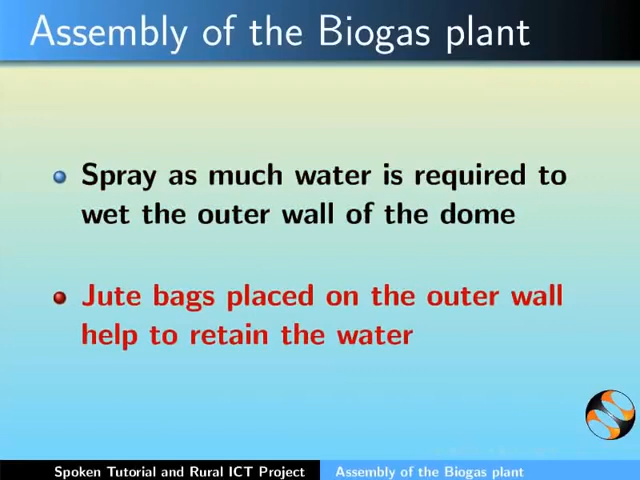 Assembly of the Biogas plant
Spray as much water is required to
wet the outer wall of the dome
Jute bags placed on the outer wall
help to retain the water
Spoken Tutorial and Rural ICT Project
Assembly of the Biogas plant